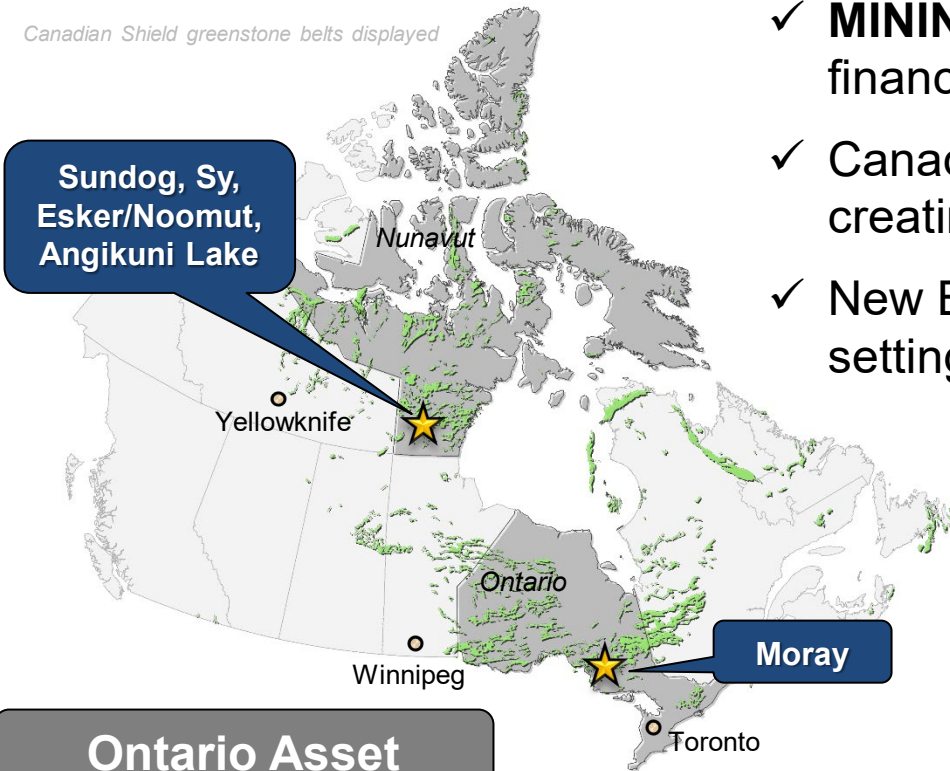 Canadian Shield greenstone belts displayed
✓ MININ
financ
✓ Canad
creatin
✓ New E
setting
Sundog, Sy,
Esker/Noomut,
Angikuni Lake
Nunavut
Yellowknife
Ontario
Winnipeg
Moray
Toronto
Ontario Asset